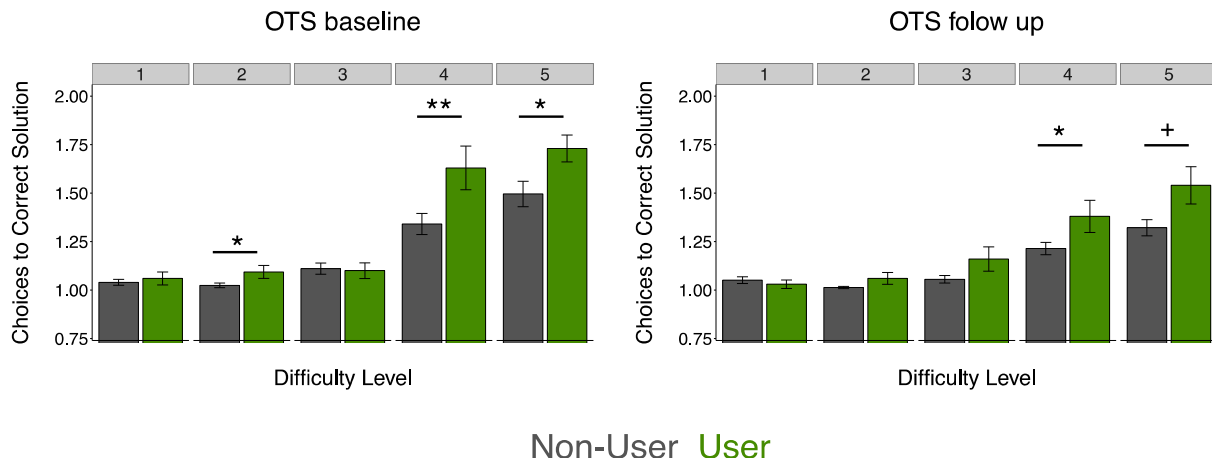 OTS baseline
1 2 3 4 5
Choices to Correct Solution
2.00
1.75
1.50
1.25
1.00
0.75
*
**
*
Difficulty Level
OTS folow up
1 2 3 4 5
Choices to Correct Solution
2.00
1.75
1.50
1.25
1.00
0.75
*
+
Difficulty Level
Non-User User